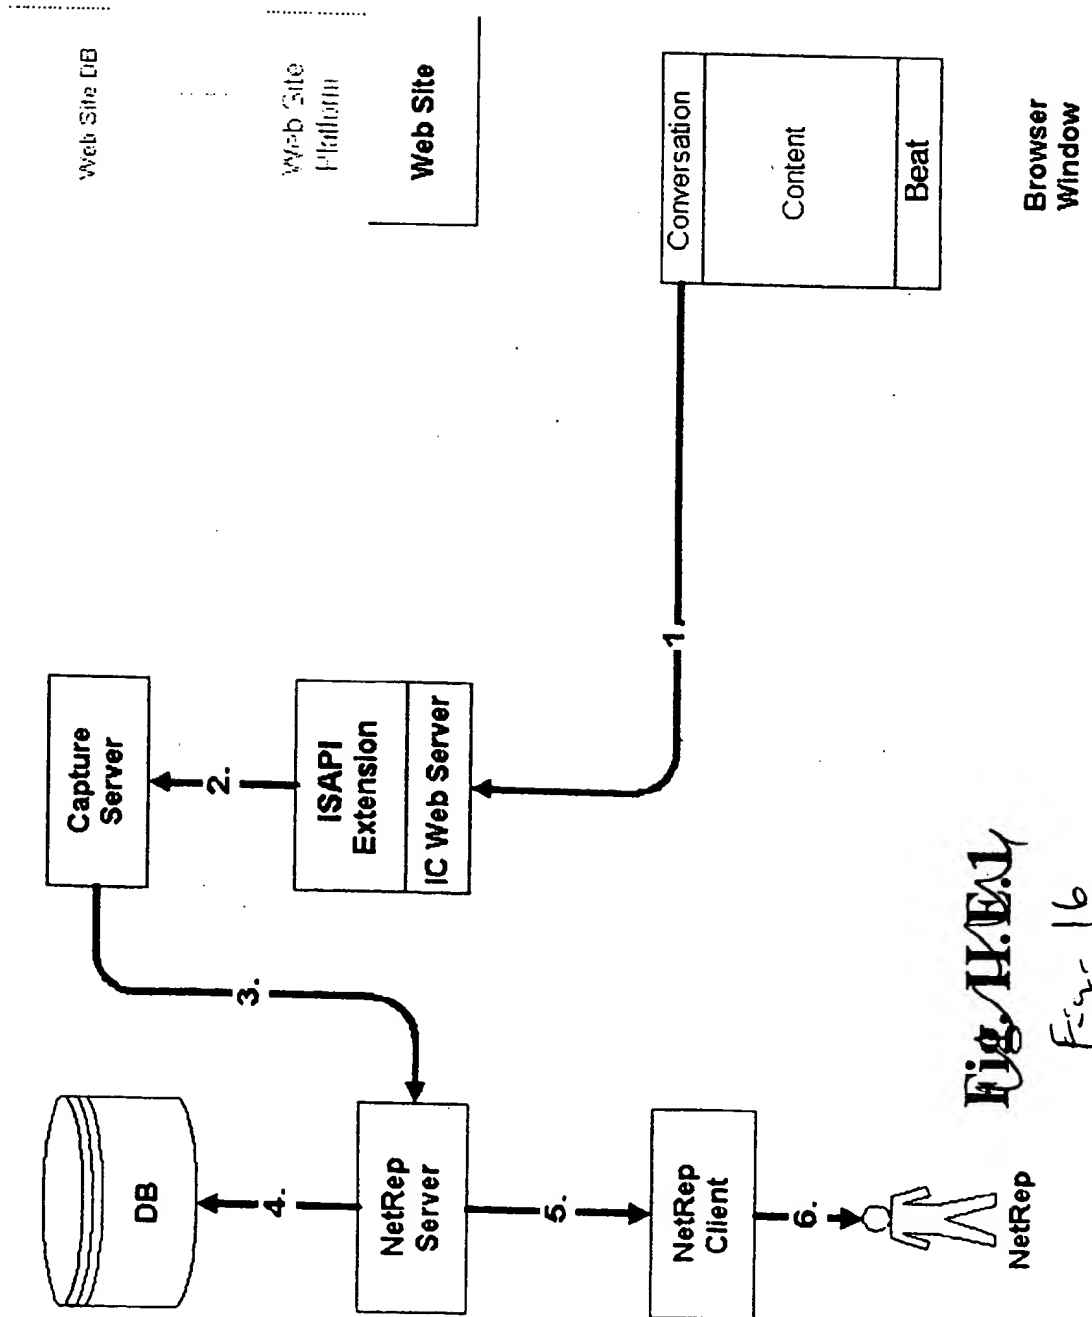 DB
Capture
Server
Web Site DB
4.
3.
2.
NetRep
Server
ISAPI
Extension
IC Web Server
Web Site
Platform
Web Site
5.
1.
NetRep
Client
Conversation
Content
Beat
6.
NetRep
Fig. II.E.1
16
Browser
Window